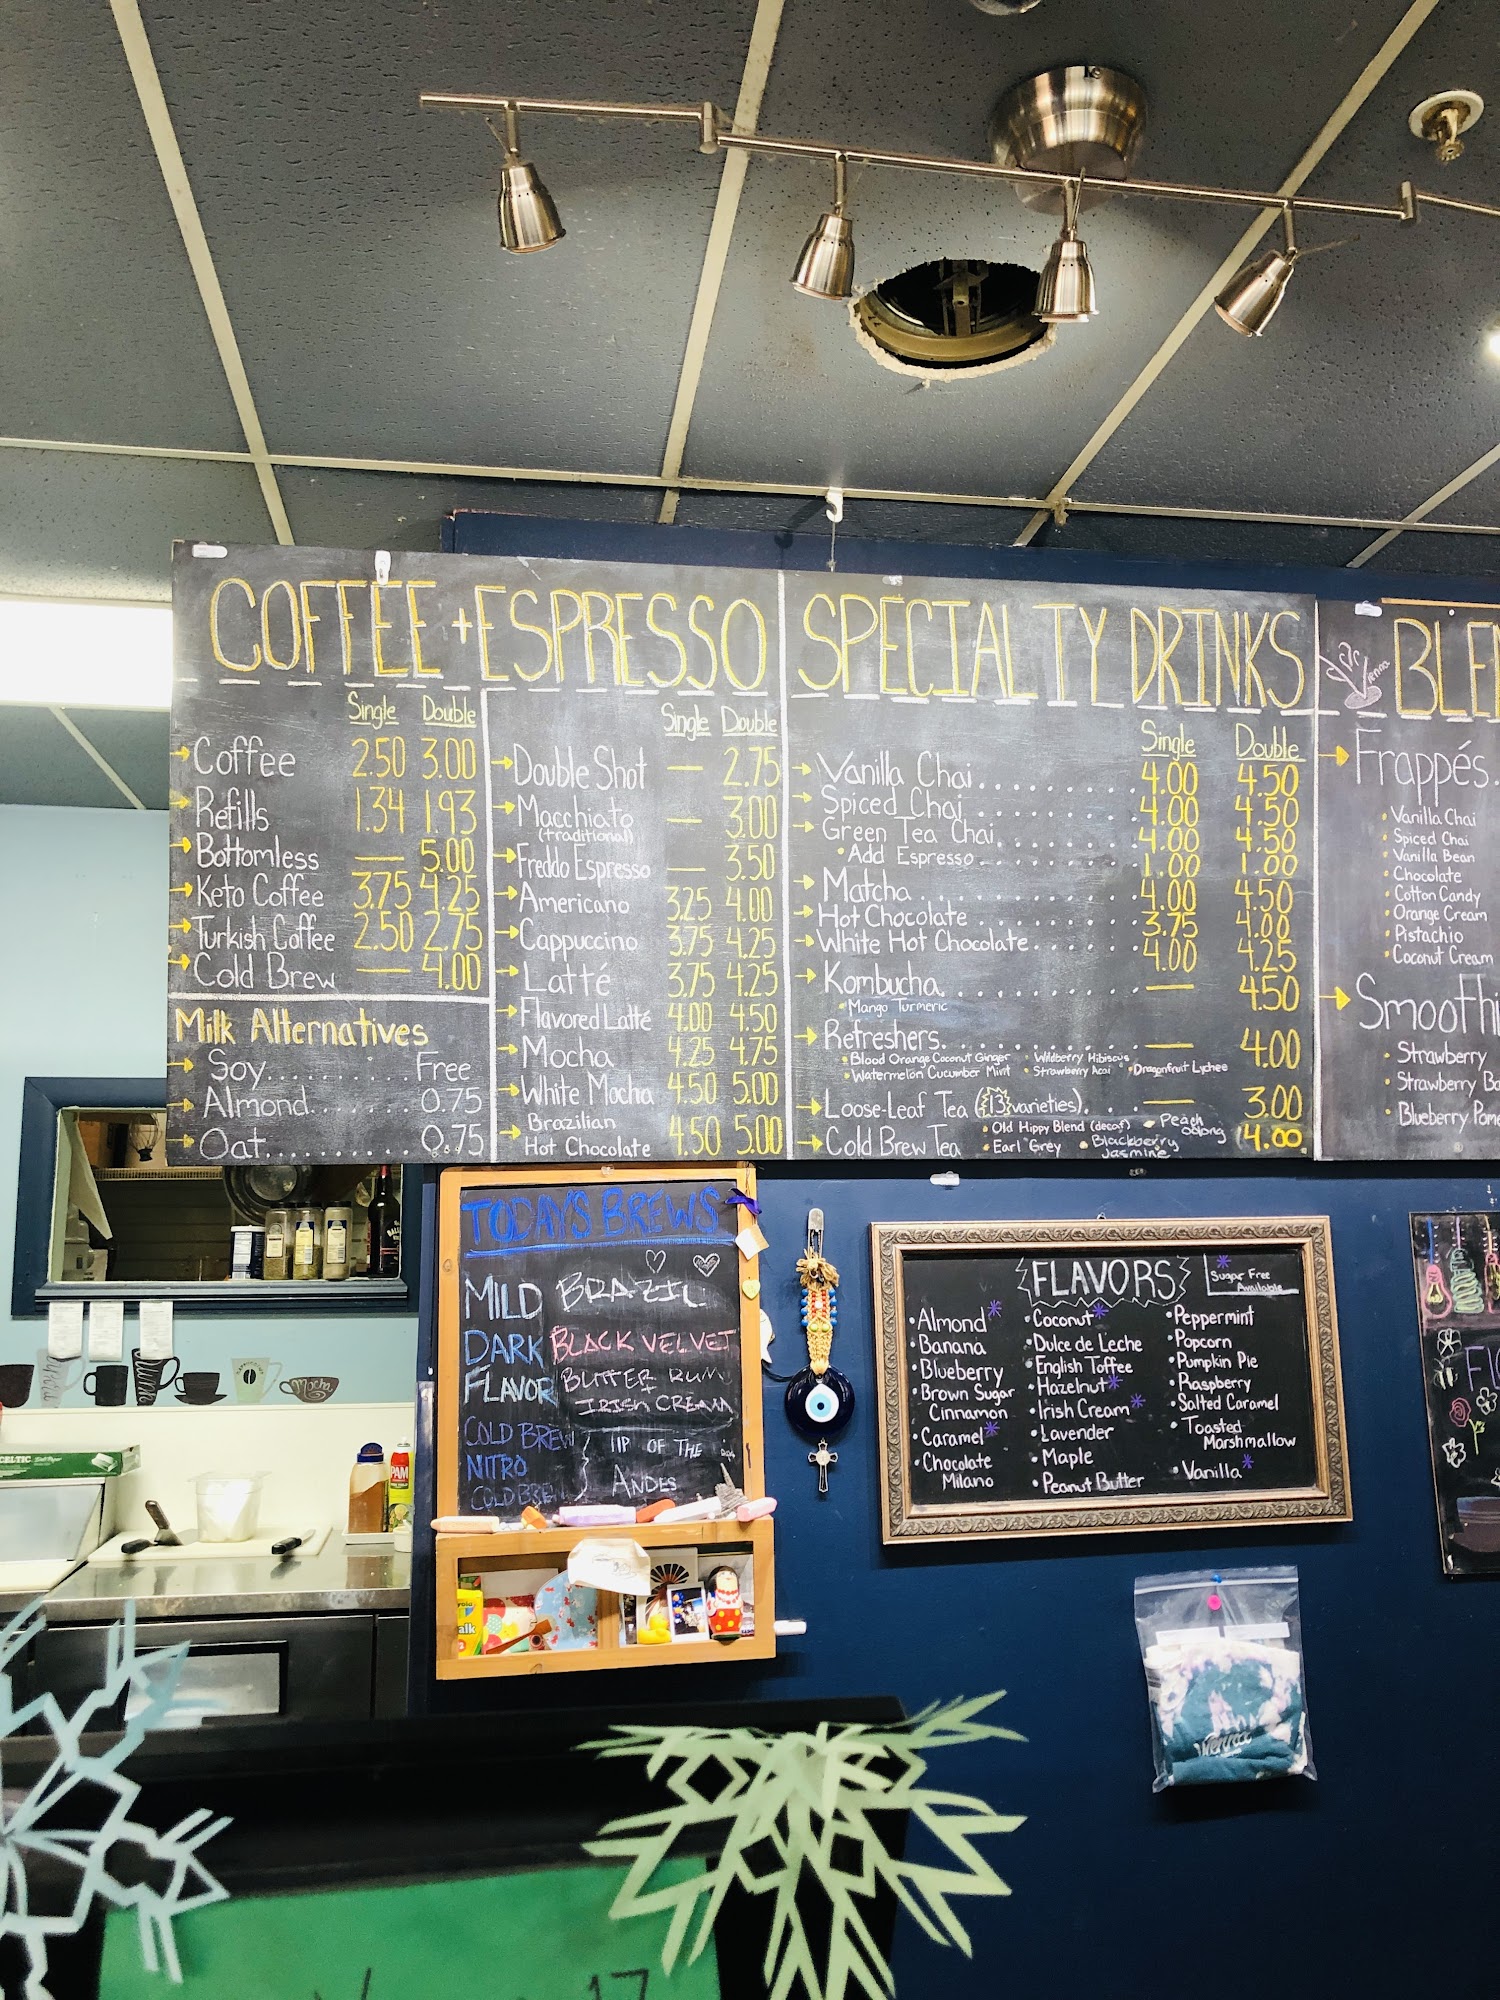 COFFEE + ESPRESSO
Single Double
Coffee 2.50 3.00
Refills 1.34 1.93
Bottomless — 5.00
Keto Coffee 3.75 4.25
Turkish Coffee 2.50 2.75
Cold Brew — 4.00
Milk Alternatives
Soy.......... Free
Almond....... 0.75
Oat.......... 0.75
Single Double
Double Shot — 2.75
Macchiato — 3.00
(traditional)
Freddo Espresso — 3.50
Americano 3.25 4.00
Cappuccino 3.75 4.25
Latté 3.75 4.25
Flavored Latté 4.00 4.50
Mocha 4.25 4.75
White Mocha 4.50 5.00
Brazilian
Hot Chocolate 4.50 5.00
SPECIALTY DRINKS
Single Double
Vanilla Chai.......... 4.00 4.50
Spiced Chai.......... 4.00 4.50
Green Tea Chai.......... 4.00 4.50
• Add Espresso.......... 1.00 1.00
Matcha.......... 4.00 4.50
Hot Chocolate.......... 3.75 4.00
White Hot Chocolate.......... 4.00 4.25
Kombucha.......... — 4.50
• Mango Turmeric
Refreshers.......... — 4.00
• Blood Orange Coconut Ginger • Wildberry Hibiscus
• Watermelon Cucumber Mint • Strawberry Acai • Dragonfruit Lychee
Loose-Leaf Tea (13 varieties).... — 3.00
Cold Brew Tea • Old Hippy Blend (decaf) • Peach Oolong 4.00
• Earl Grey • Blackberry Jasmine
BLE
Frappés.
• Vanilla Chai
• Spiced Chai
• Vanilla Bean
• Chocolate
• Cotton Candy
• Orange Cream
• Pistachio
• Coconut Cream
Smoothi
• Strawberry
• Strawberry Ba
• Blueberry Pome
TODAY'S BREWS
MILD BRAZIL
DARK BLACK VELVET
FLAVOR BUTTER RUM
+
IRISH CREAM
COLD BREW TIP OF THE
NITRO ANDES
COLD BREW
FLAVORS
* Sugar Free
Available
• Almond*
• Banana
• Blueberry
• Brown Sugar
Cinnamon
• Caramel*
• Chocolate
Milano
• Coconut*
• Dulce de Leche
• English Toffee
• Hazelnut*
• Irish Cream*
• Lavender
• Maple
• Peanut Butter
• Peppermint
• Popcorn
• Pumpkin Pie
• Raspberry
• Salted Caramel
• Toasted
Marshmallow
• Vanilla*
PAM
Mocha
17